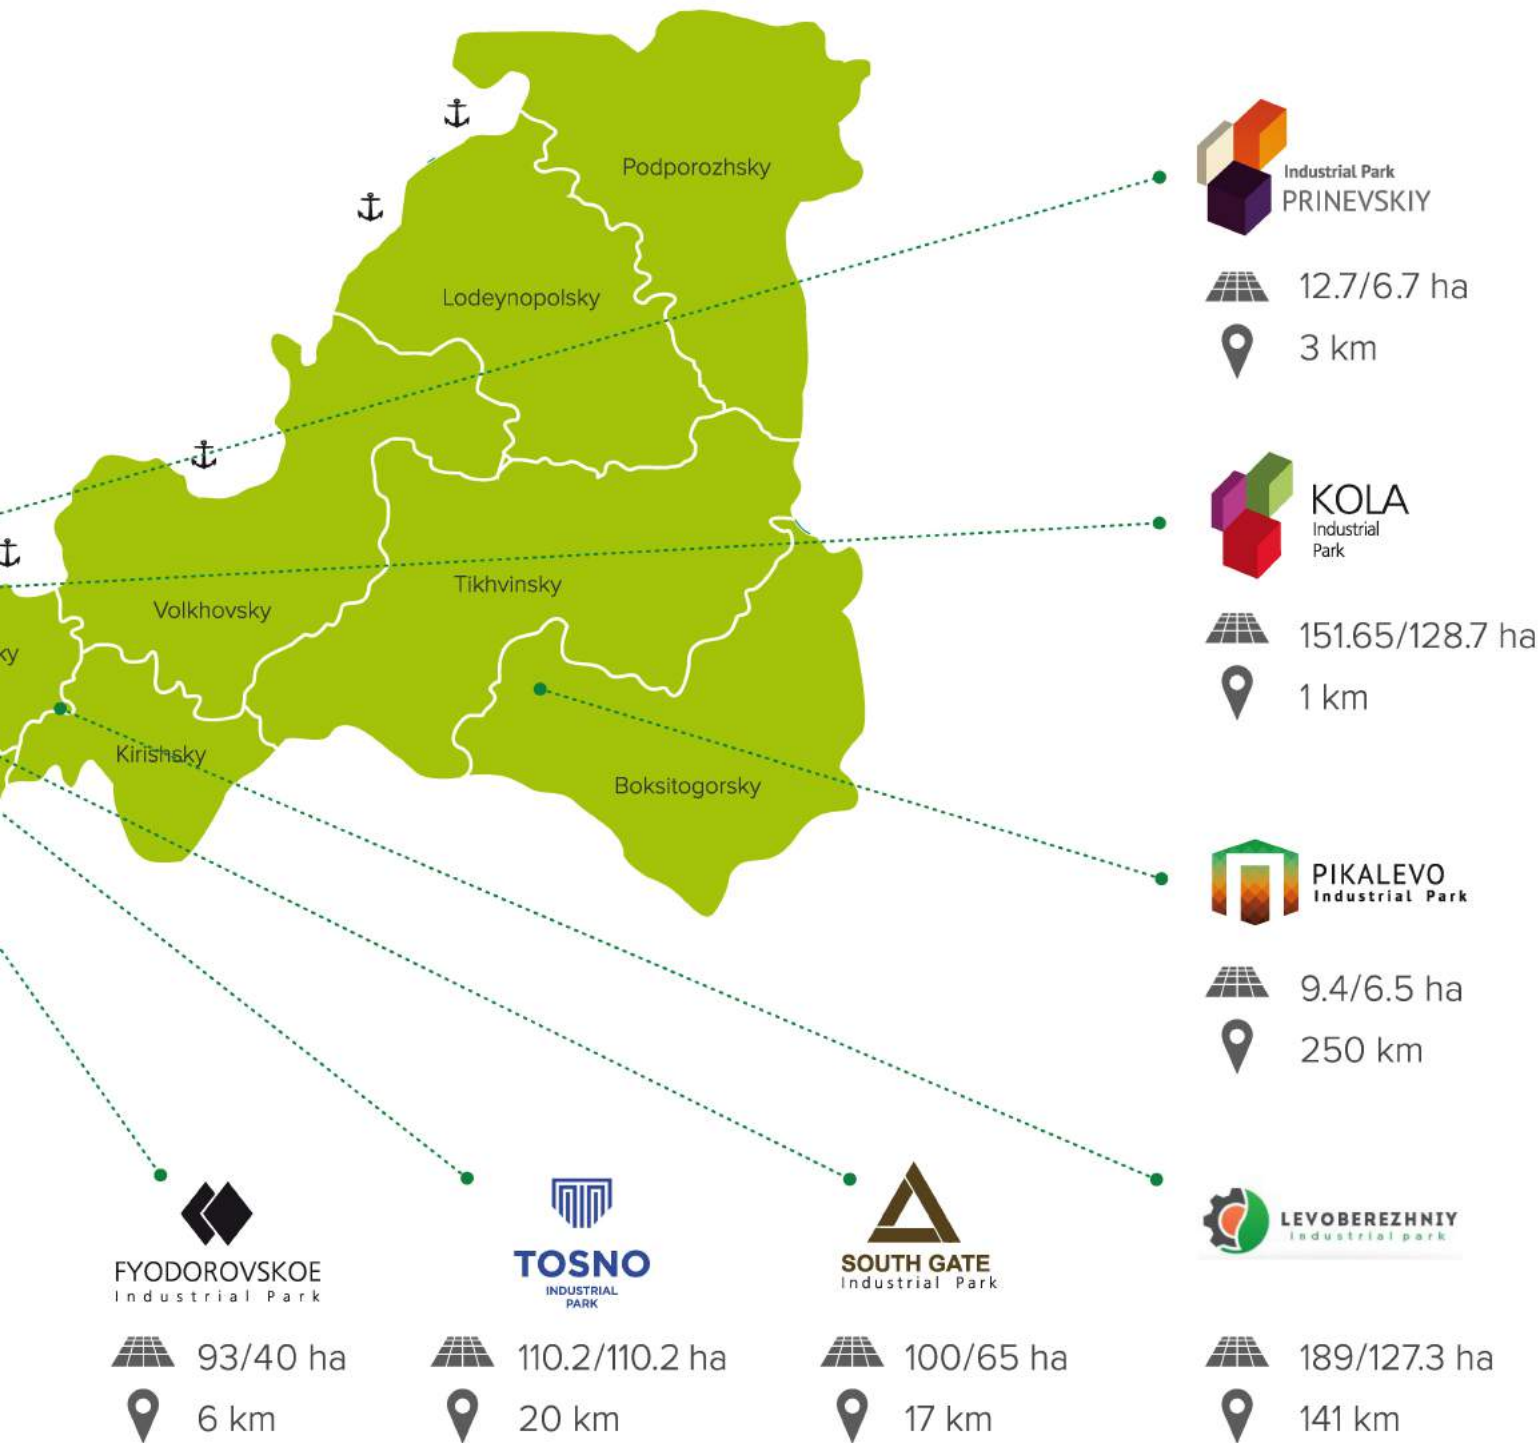 Podporozhsky
Lodeynopolsky
Tikhvinsky
Volkhovsky
ky
Kirishsky
Boksitogorsky
Industrial Park
PRINEVSKIY
12.7/6.7 ha
3 km
KOLA
Industrial
Park
151.65/128.7 ha
1 km
PIKALEVO
Industrial Park
9.4/6.5 ha
250 km
FYODOROVSKOE
Industrial Park
93/40 ha
6 km
TOSNO
INDUSTRIAL
PARK
110.2/110.2 ha
20 km
SOUTH GATE
Industrial Park
100/65 ha
17 km
LEVOBEREZHNIY
Industrial park
189/127.3 ha
141 km